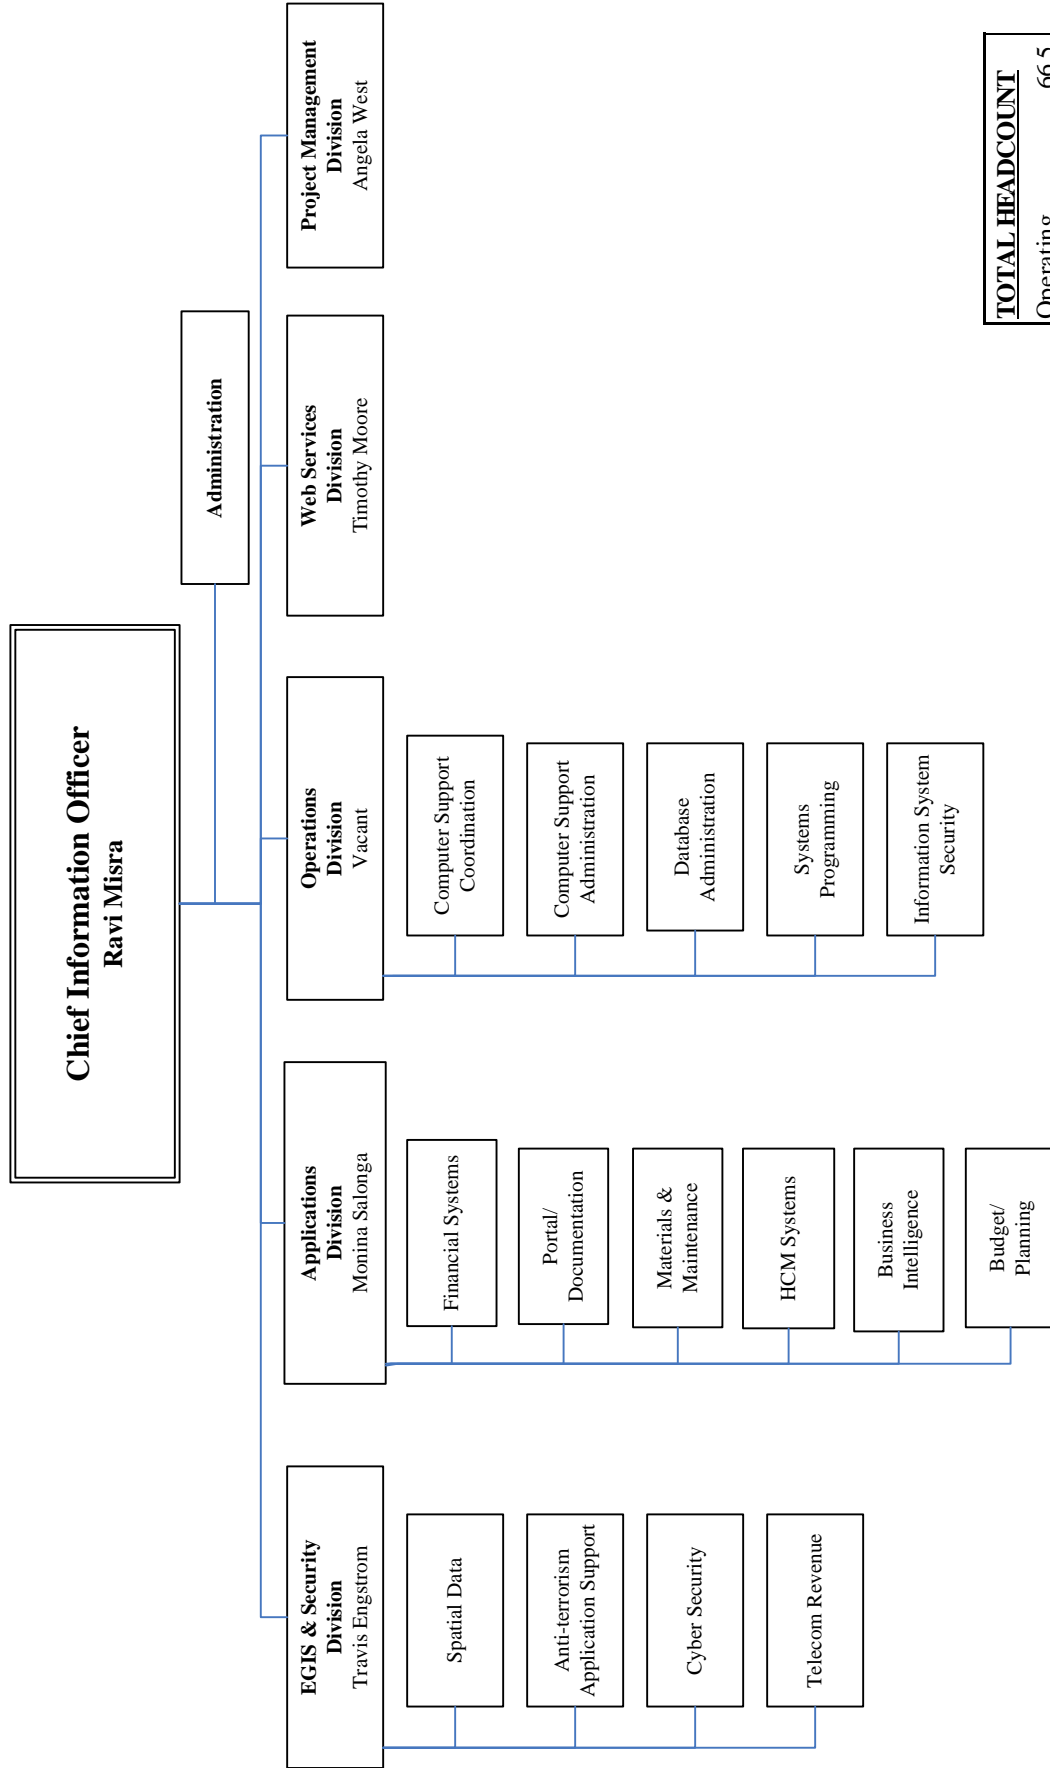 Chief Information Officer
Ravi Misra
Administration
EGIS & Security
Division
Travis Engstrom
Spatial Data
Anti-terrorism
Application Support
Cyber Security
Telecom Revenue
Applications
Division
Monina Salonga
Financial Systems
Portal/
Documentation
Materials &
Maintenance
HCM Systems
Business
Intelligence
Budget/
Planning
Operations
Division
Vacant
Computer Support
Coordination
Computer Support
Administration
Database
Administration
Systems
Programming
Information System
Security
Web Services
Division
Timothy Moore
Project Management
Division
Angela West
TOTAL HEADCOUNT
Operating 66.5